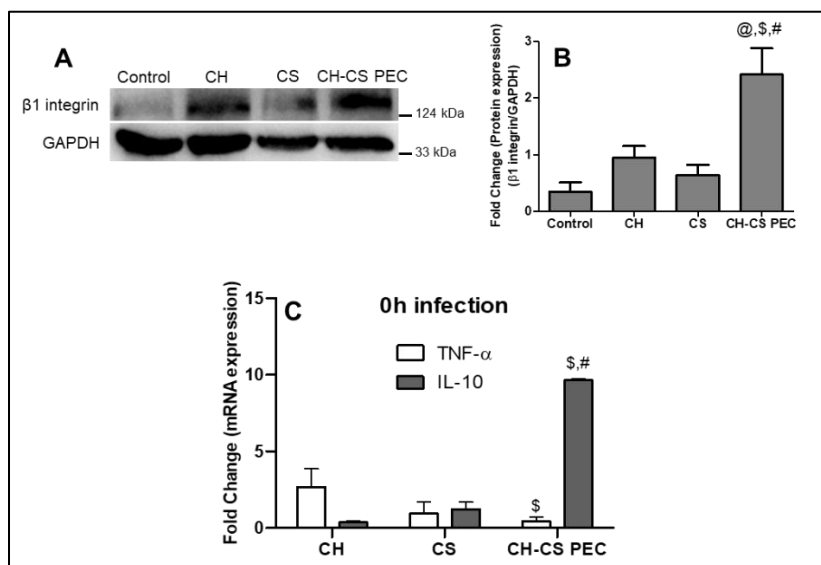 A
Control CH CS CH-CS PEC
β1 integrin
124 kDa
GAPDH
33 kDa
B
Fold Change (Protein expression)
(β1 integrin/GAPDH)
3
2
1
0
@,$,#
Control CH CS CH-CS PEC
C
0h infection
Fold Change (mRNA expression)
15
10
5
0
TNF-α
IL-10
$,#
$
CH CS CH-CS PEC